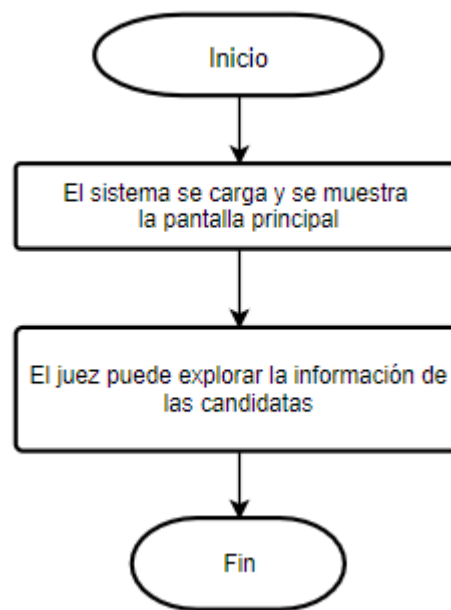 Inicio
El sistema se carga y se muestra
la pantalla principal
El juez puede explorar la información de
las candidatas
Fin